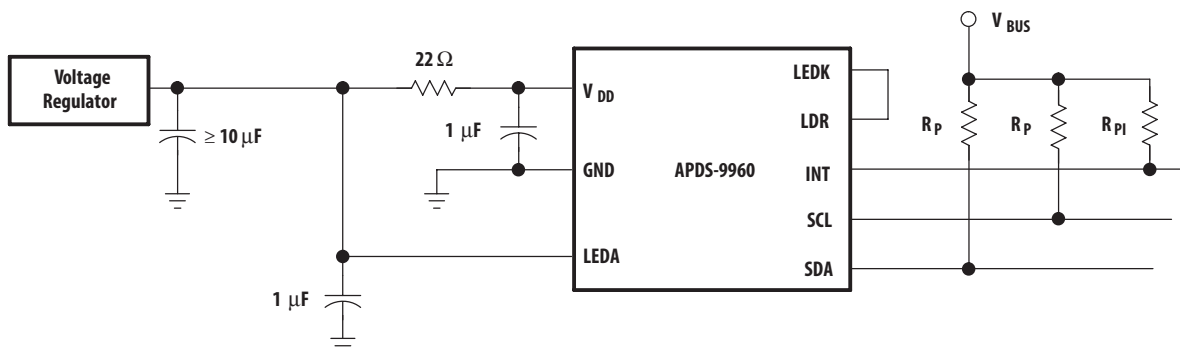 Voltage
Regulator
≥ 10 μF
22 Ω
1 μF
1 μF
V DD
GND
LEDA
APDS-9960
LEDK
LDR
INT
SCL
SDA
V BUS
R P
R P
R PI